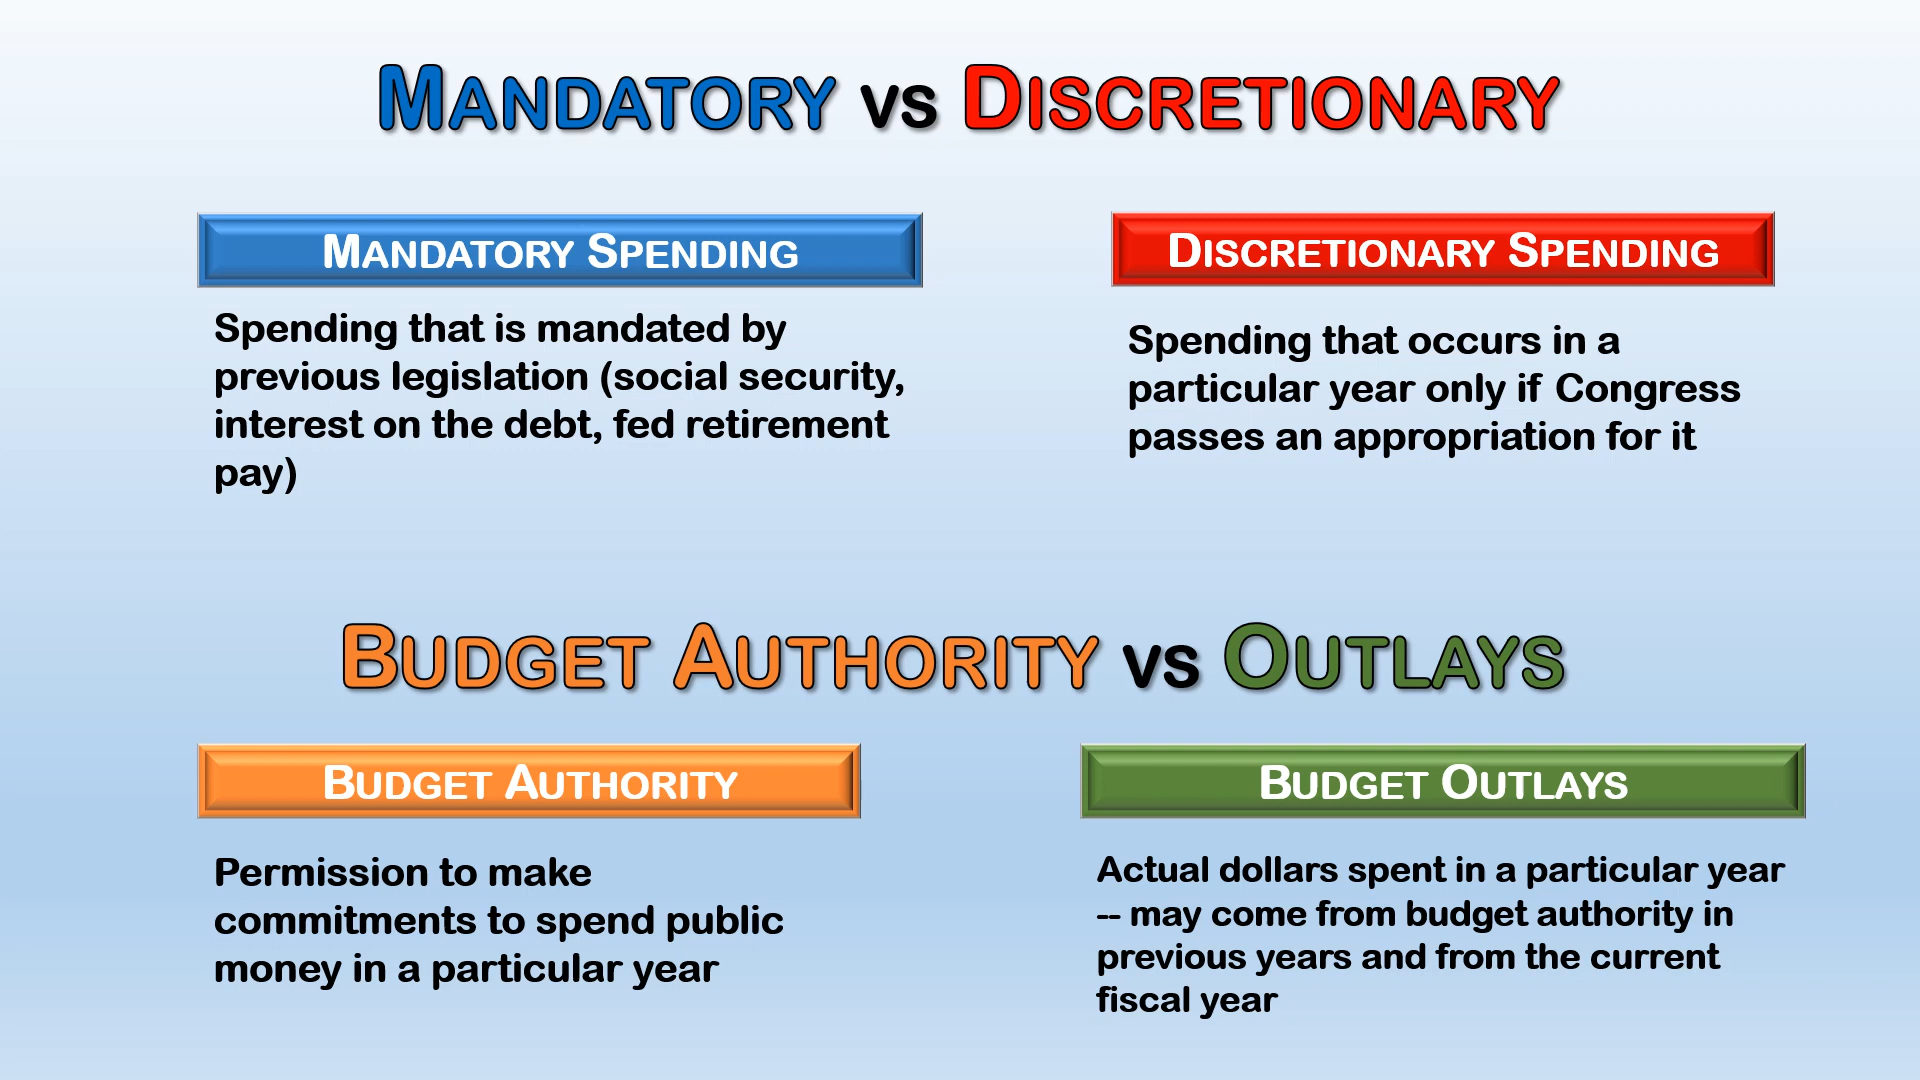 MANDATORY vs DISCRETIONARY
MANDATORY SPENDING
Spending that is mandated by
previous legislation (social security,
interest on the debt, fed retirement
pay)
DISCRETIONARY SPENDING
Spending that occurs in a
particular year only if Congress
passes an appropriation for it
BUDGET AUTHORITY vs OUTLAYS
BUDGET AUTHORITY
Permission to make
commitments to spend public
money in a particular year
BUDGET OUTLAYS
Actual dollars spent in a particular year
-- may come from budget authority in
previous years and from the current
fiscal year